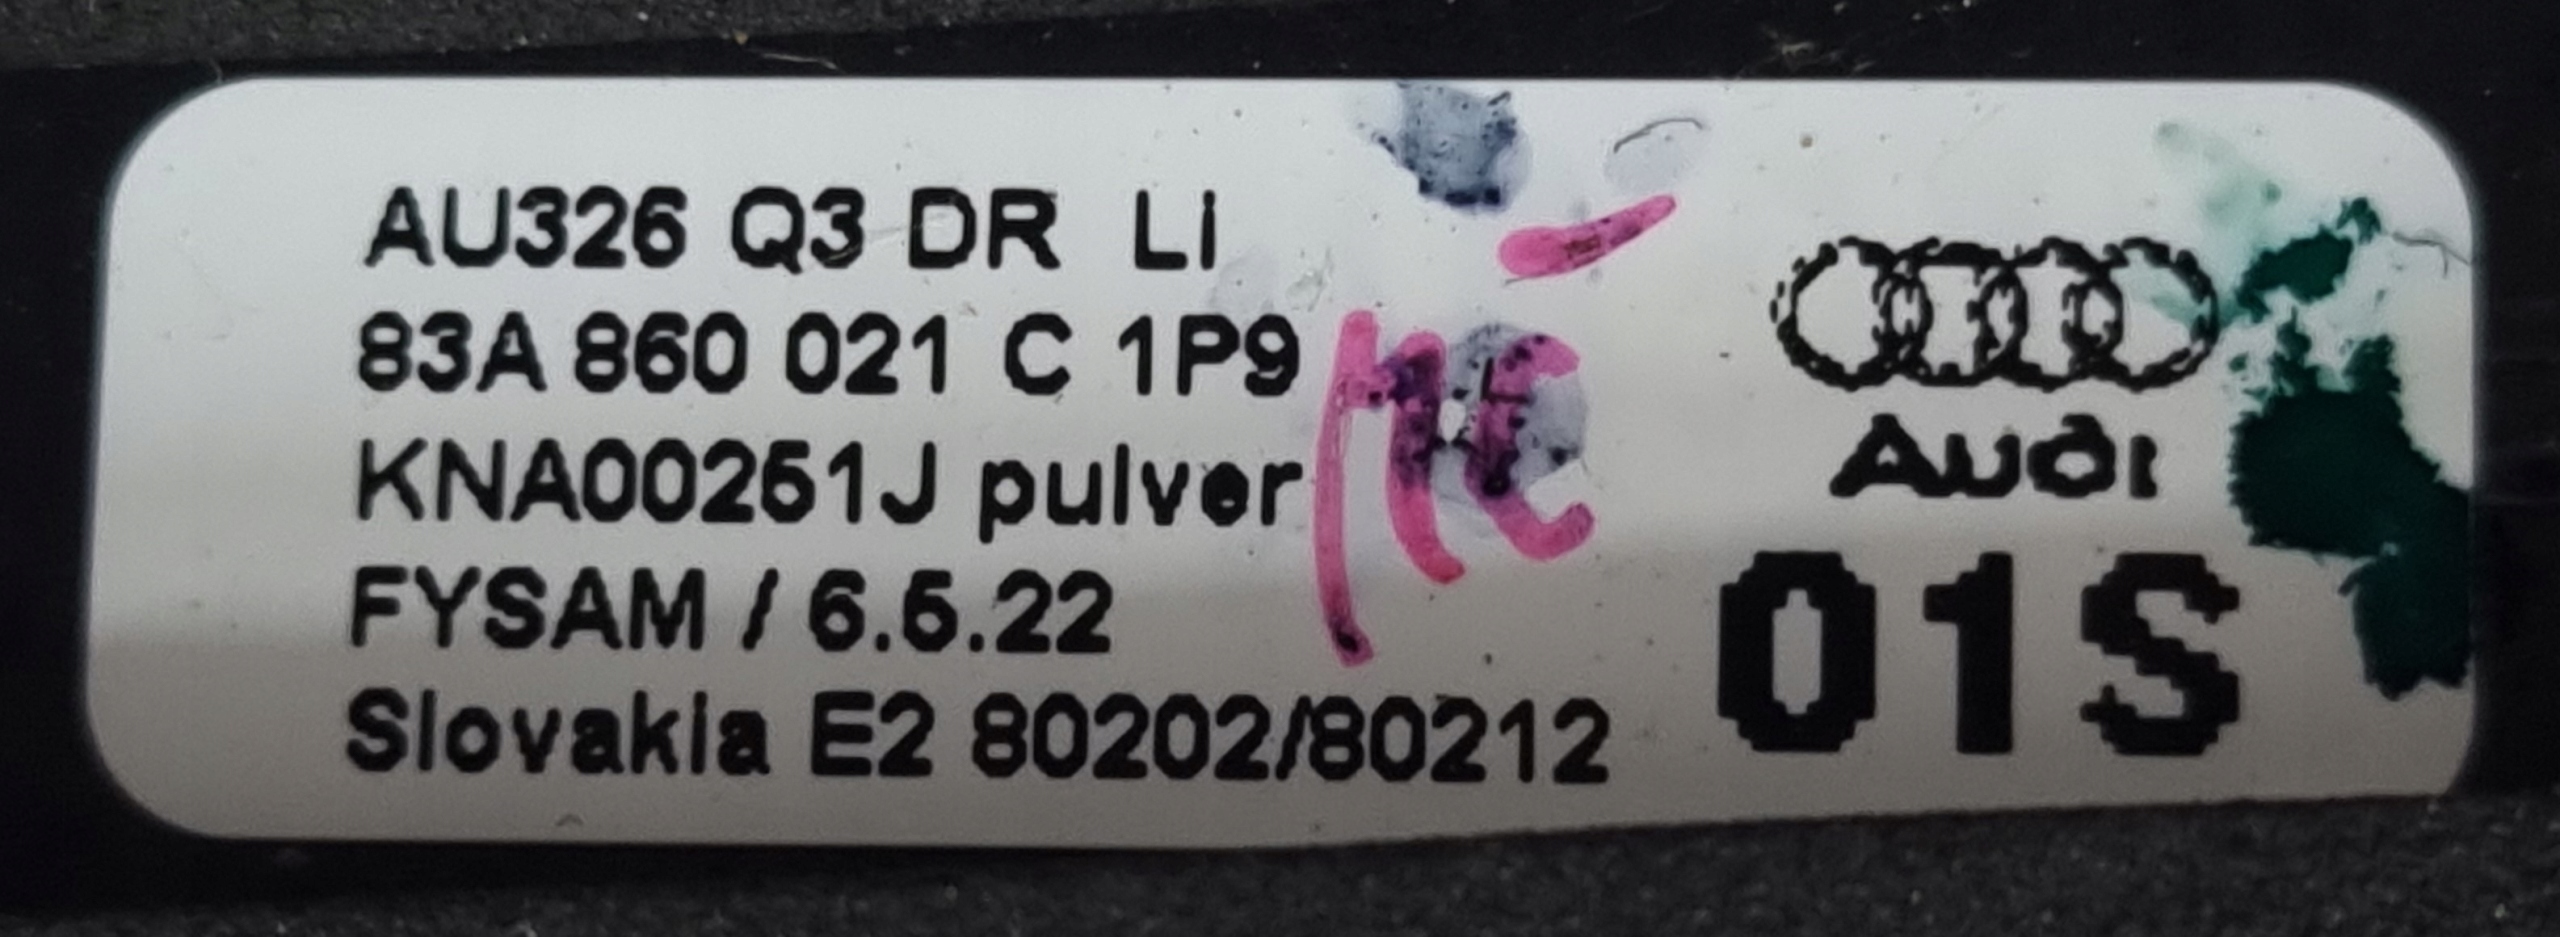 AU326 Q3 DR Li
83A 860 021 C 1P9
KNA00251J pulver
FYSAM / 6.5.22
Slovakia E2 80202/80212
Audi
01S